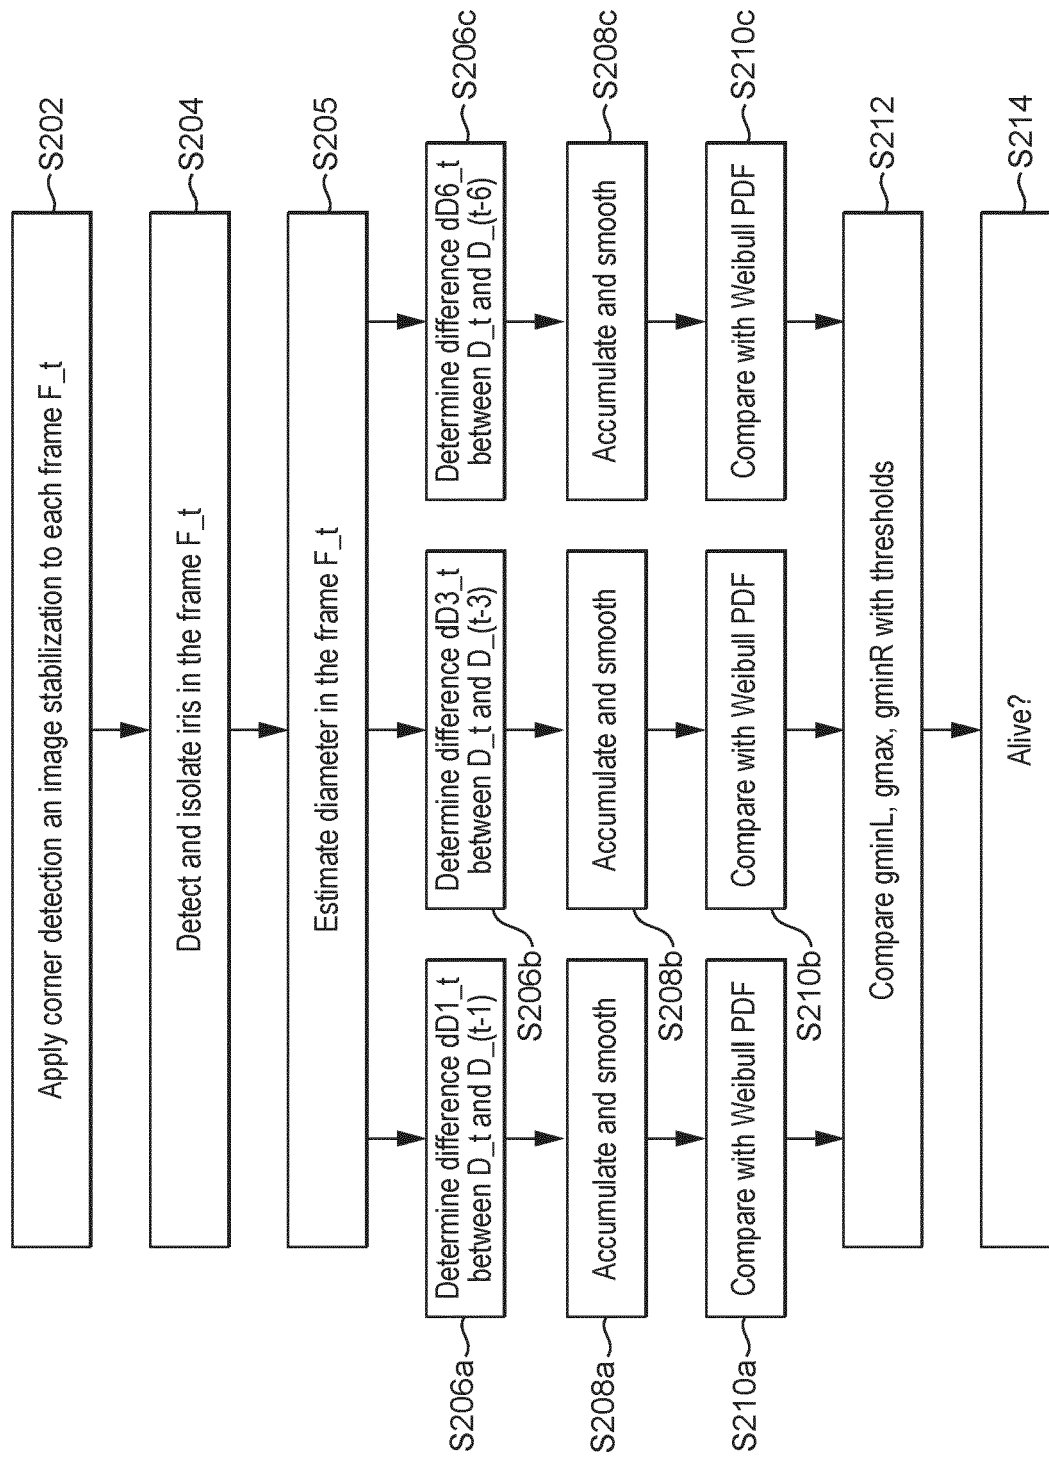 Apply corner detection an image stabilization to each frame F_t
S202
Detect and isolate iris in the frame F_t
S204
Estimate diameter in the frame F_t
S205
S206a
Determine difference dD1_t
between D_t and D_(t-1)
S206b
Determine difference dD3_t
between D_t and D_(t-3)
Determine difference dD6_t
between D_t and D_(t-6)
S206c
S208a
Accumulate and smooth
S208b
Accumulate and smooth
Accumulate and smooth
S208c
S210a
Compare with Weibull PDF
S210b
Compare with Weibull PDF
Compare with Weibull PDF
S210c
Compare gminL, gmax, gminR with thresholds
S212
Alive?
S214